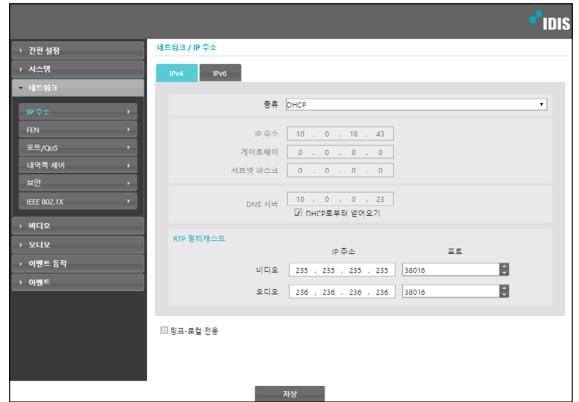 IDIS
간편 설정
시스템
네트워크
IP 주소
FEN
포트/QoS
대역폭 제어
보안
IEEE 802.1X
비디오
오디오
이벤트 동작
이벤트
네트워크 / IP 주소
IPv4 IPv6
종류 DHCP
IP 주소 10 . 0 . 18 . 43
게이트웨이 0 . 0 . 0 . 0
서브넷 마스크 0 . 0 . 0 . 0
DNS 서버 10 . 0 . 0 . 23
DHCP로부터 얻어오기
RTP 멀티캐스트
IP 주소 포트
비디오 235 . 235 . 235 . 235 38016
오디오 236 . 236 . 236 . 236 38016
링크-로컬 전용
저장